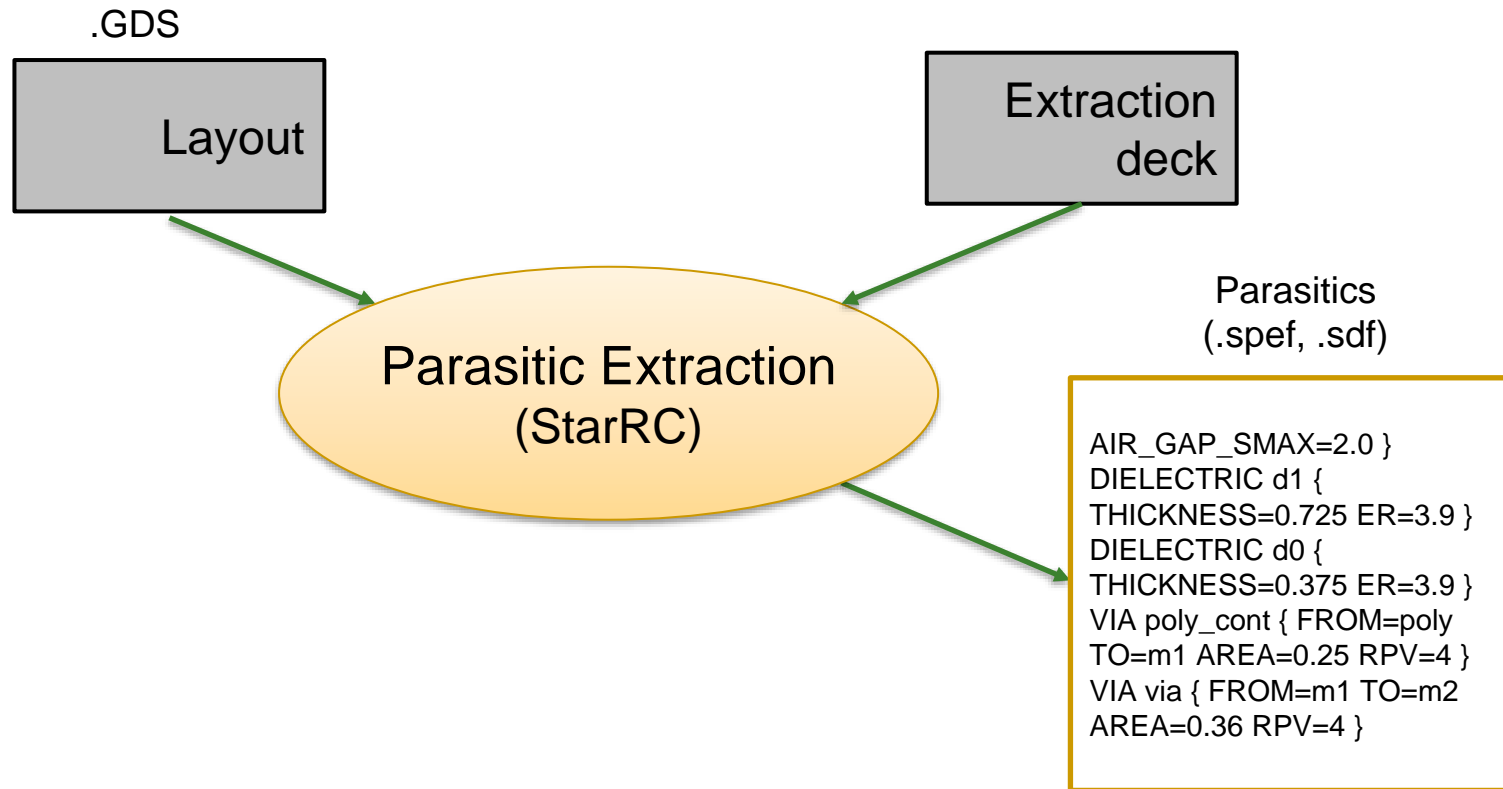 .GDS
Layout
Extraction
deck
Parasitic Extraction
(StarRC)
Parasitics
(.spef, .sdf)
AIR_GAP_SMAX=2.0 }
DIELECTRIC d1 {
THICKNESS=0.725 ER=3.9 }
DIELECTRIC d0 {
THICKNESS=0.375 ER=3.9 }
VIA poly_cont { FROM=poly
TO=m1 AREA=0.25 RPV=4 }
VIA via { FROM=m1 TO=m2
AREA=0.36 RPV=4 }